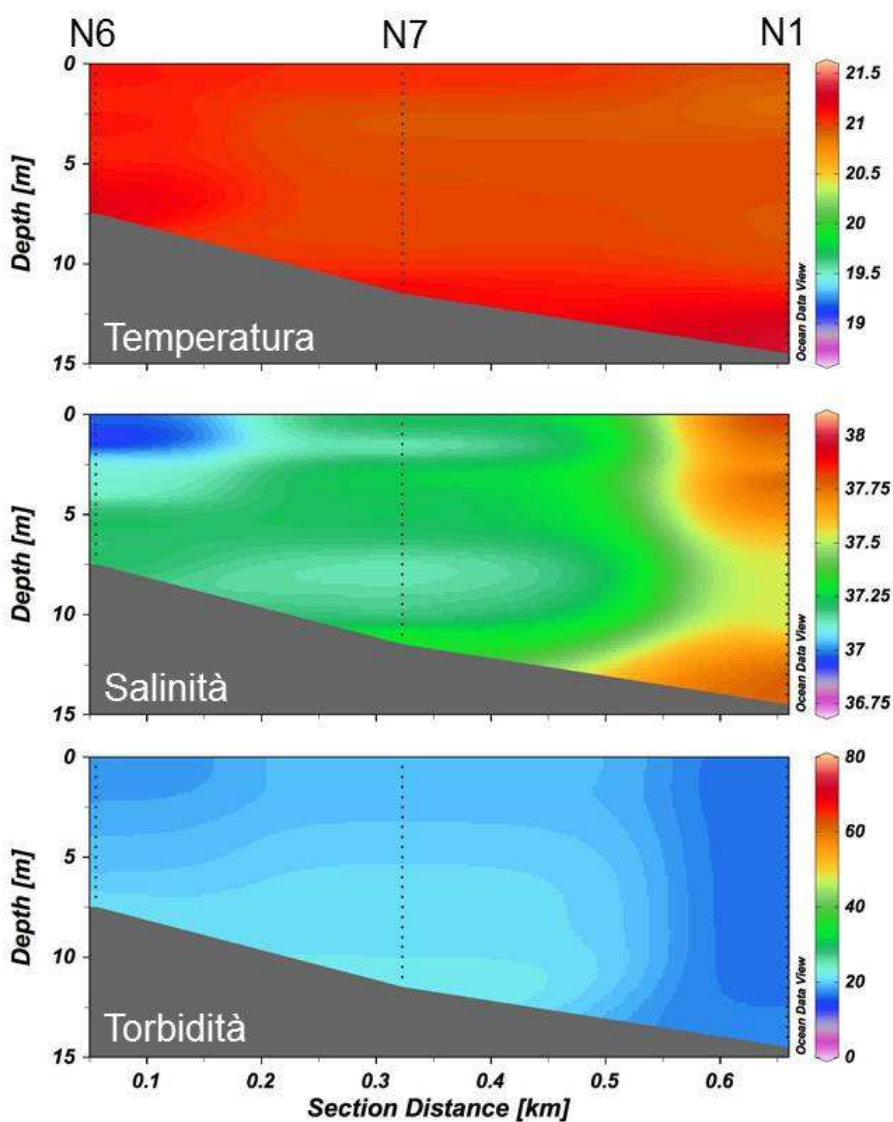 N6 N7 N1
0
5
10
15
Depth [m]
Temperatura
21.5
21
20.5
20
19.5
19
Ocean Data View
0
5
10
15
Depth [m]
Salinità
38
37.75
37.5
37.25
37
36.75
Ocean Data View
0
5
10
15
Depth [m]
Torbidità
80
60
40
20
0
Ocean Data View
0.1 0.2 0.3 0.4 0.5 0.6
Section Distance [km]